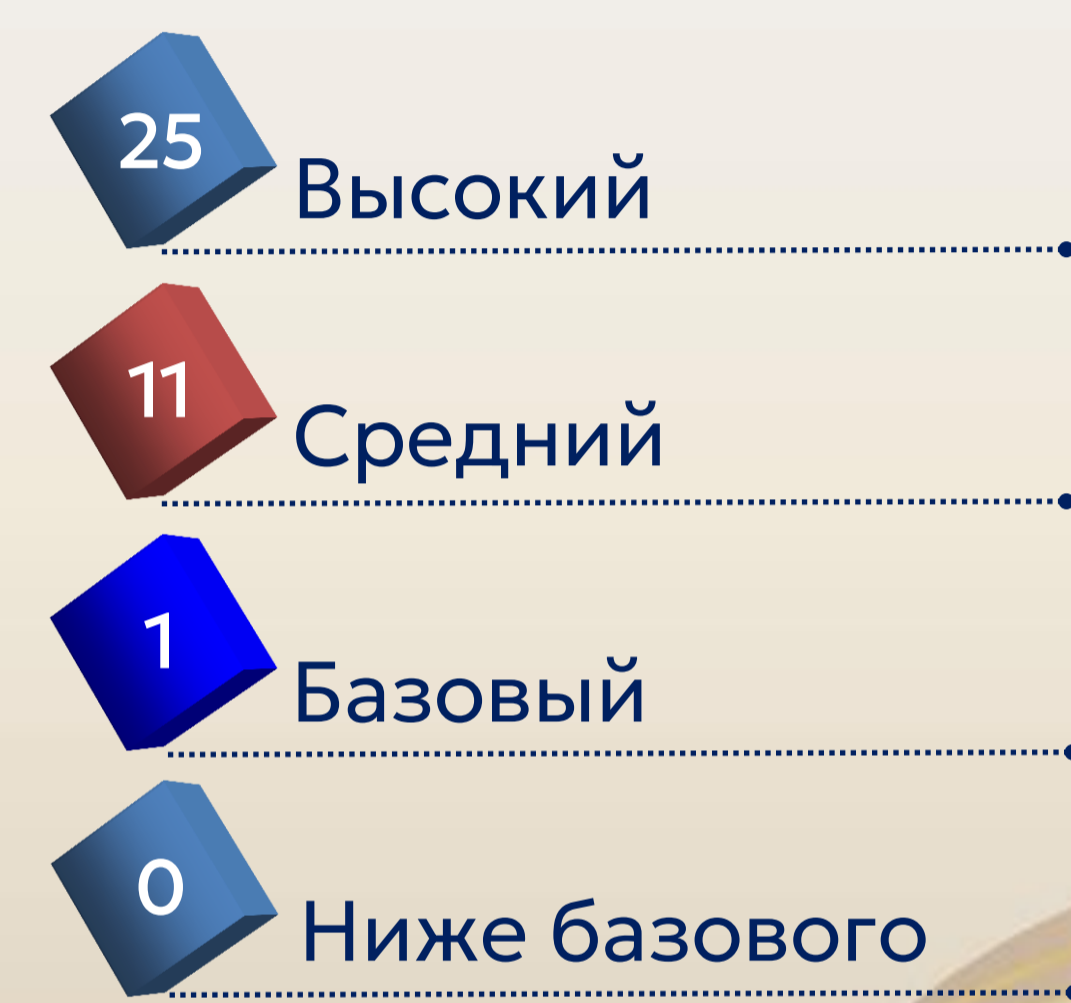 25
Высокий
11
Средний
1
Базовый
0
Ниже базового